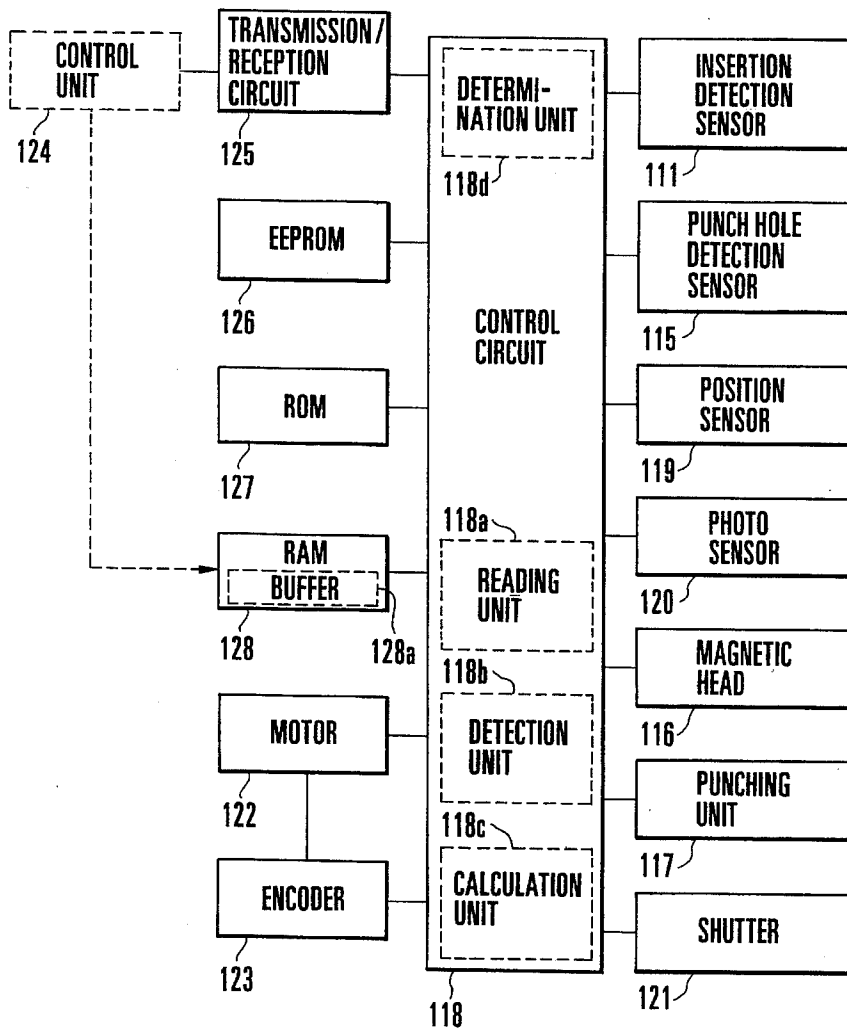 CONTROL
UNIT
124
TRANSMISSION/
RECEPTION
CIRCUIT
125
EEPROM
126
ROM
127
RAM
BUFFER
128
128a
MOTOR
122
ENCODER
123
DETERMI-
NATION UNIT
118d
CONTROL
CIRCUIT
118a
READING
UNIT
118b
DETECTION
UNIT
118c
CALCULATION
UNIT
118
INSERTION
DETECTION
SENSOR
111
PUNCH HOLE
DETECTION
SENSOR
115
POSITION
SENSOR
119
PHOTO
SENSOR
120
MAGNETIC
HEAD
116
PUNCHING
UNIT
117
SHUTTER
121